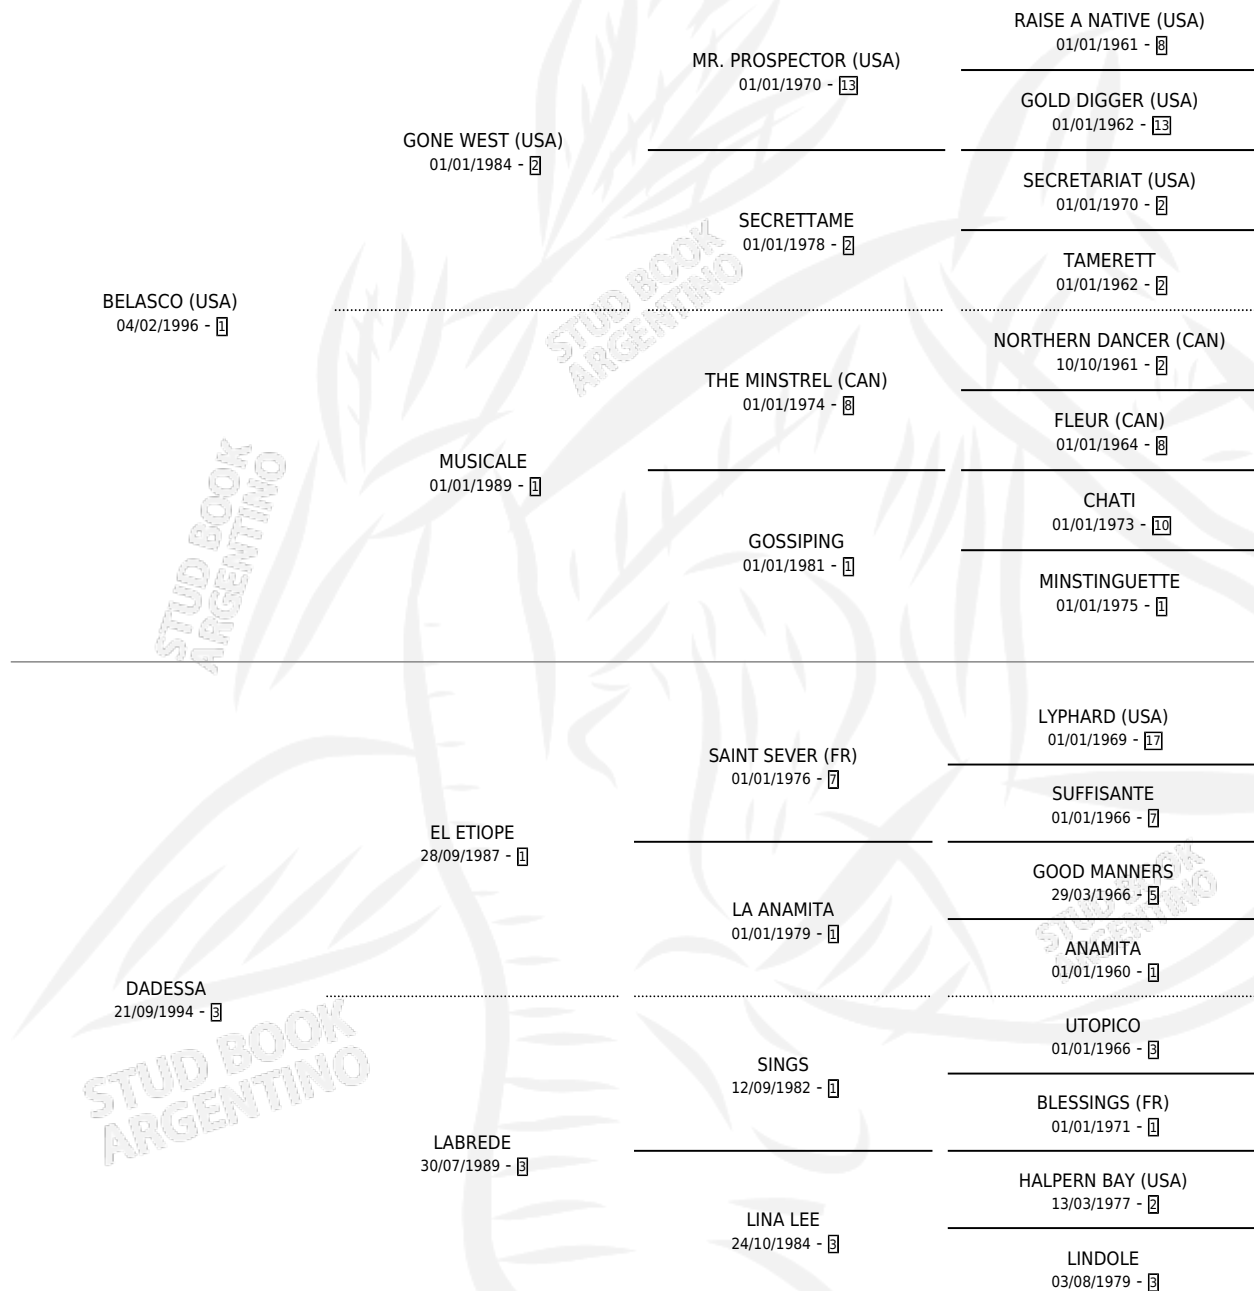 RAISE A NATIVE (USA)
01/01/1961 - 8
MR. PROSPECTOR (USA)
01/01/1970 - 13
GOLD DIGGER (USA)
01/01/1962 - 13
GONE WEST (USA)
01/01/1984 - 2
SECRETARIAT (USA)
01/01/1970 - 2
SECRETTAME
01/01/1978 - 2
TAMERETT
01/01/1962 - 2
BELASCO (USA)
04/02/1996 - 1
NORTHERN DANCER (CAN)
10/10/1961 - 2
THE MINSTREL (CAN)
01/01/1974 - 8
FLEUR (CAN)
01/01/1964 - 8
MUSICALE
01/01/1989 - 1
CHATI
01/01/1973 - 10
GOSSIPING
01/01/1981 - 1
MINSTINGUETTE
01/01/1975 - 1
STUD BOOK
ARGENTINO
STUD BOOK
ARGENTINO
LYPHARD (USA)
01/01/1969 - 17
SAINT SEVER (FR)
01/01/1976 - 7
SUFFISANTE
01/01/1966 - 7
EL ETIOPE
28/09/1987 - 1
GOOD MANNERS
29/03/1966 - 5
LA ANAMITA
01/01/1979 - 1
ANAMITA
01/01/1960 - 1
STUD BOOK
ARGENTINO
DADESSA
21/09/1994 - 3
UTOPICO
01/01/1966 - 3
SINGS
12/09/1982 - 1
BLESSINGS (FR)
01/01/1971 - 1
STUD BOOK
ARGENTINO
LABREDE
30/07/1989 - 3
HALPERN BAY (USA)
13/03/1977 - 2
LINA LEE
24/10/1984 - 3
LINDOLE
03/08/1979 - 3